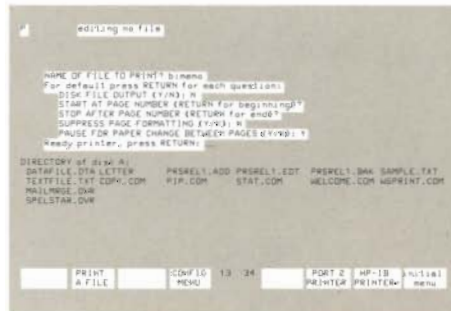 P editing no file
NAME OF FILE TO PRINT? bimemo
For default press RETURN for each question:
DISK FILE OUTPUT (Y/N): N
START AT PAGE NUMBER (RETURN for beginning)?
STOP AFTER PAGE NUMBER (RETURN for end)?
SUPPRESS PAGE FORMATTING (Y/N): N
PAUSE FOR PAPER CHANGE BETWEEN PAGES (Y/N): Y
Ready printer, press RETURN:
DIRECTORY of disk A:
DATAFILE.DTA LETTER PRSREL1.ADD PRSREL1.EDT PRSREL1.BAK SAMPLE.TXT
TEXTFILE.TXT COPY.COM PIP.COM STAT.COM WELCOME.COM WSPRINT.COM
MAILMRGE.OVR
SPELSTAR.OVR
PRINT A FILE CONFIG MENU 13 34 PORT 2 PRINTER HP-IB PRINTER* initial menu